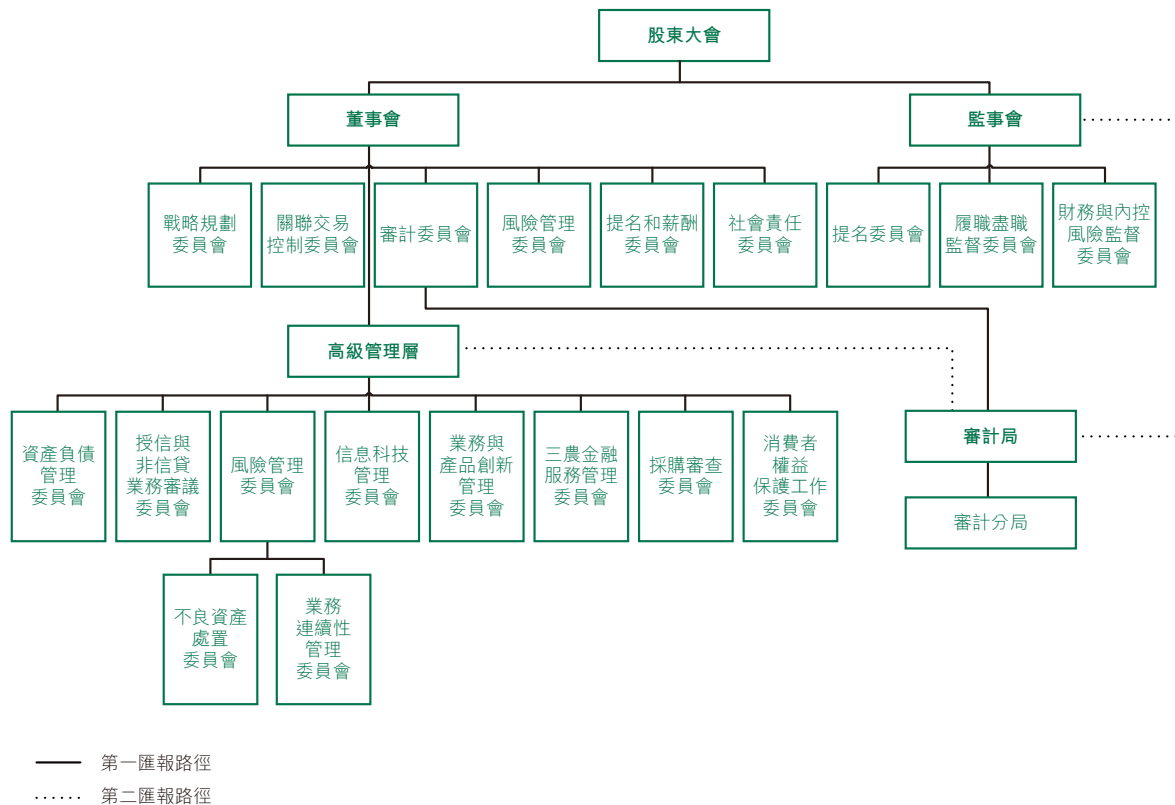 股東大會
董事會
監事會
戰略規劃
委員會
關聯交易
控制委員會
審計委員會
風險管理
委員會
提名和薪酬
委員會
社會責任
委員會
提名委員會
履職盡職
監督委員會
財務與內控
風險監督
委員會
高級管理層
資產負債
管理
委員會
授信與
非信貸
業務審議
委員會
風險管理
委員會
信息科技
管理
委員會
業務與
產品創新
管理
委員會
三農金融
服務管理
委員會
採購審查
委員會
消費者
權益
保護工作
委員會
審計局
審計分局
不良資產
處置
委員會
業務
連續性
管理
委員會
第一匯報路徑
第二匯報路徑